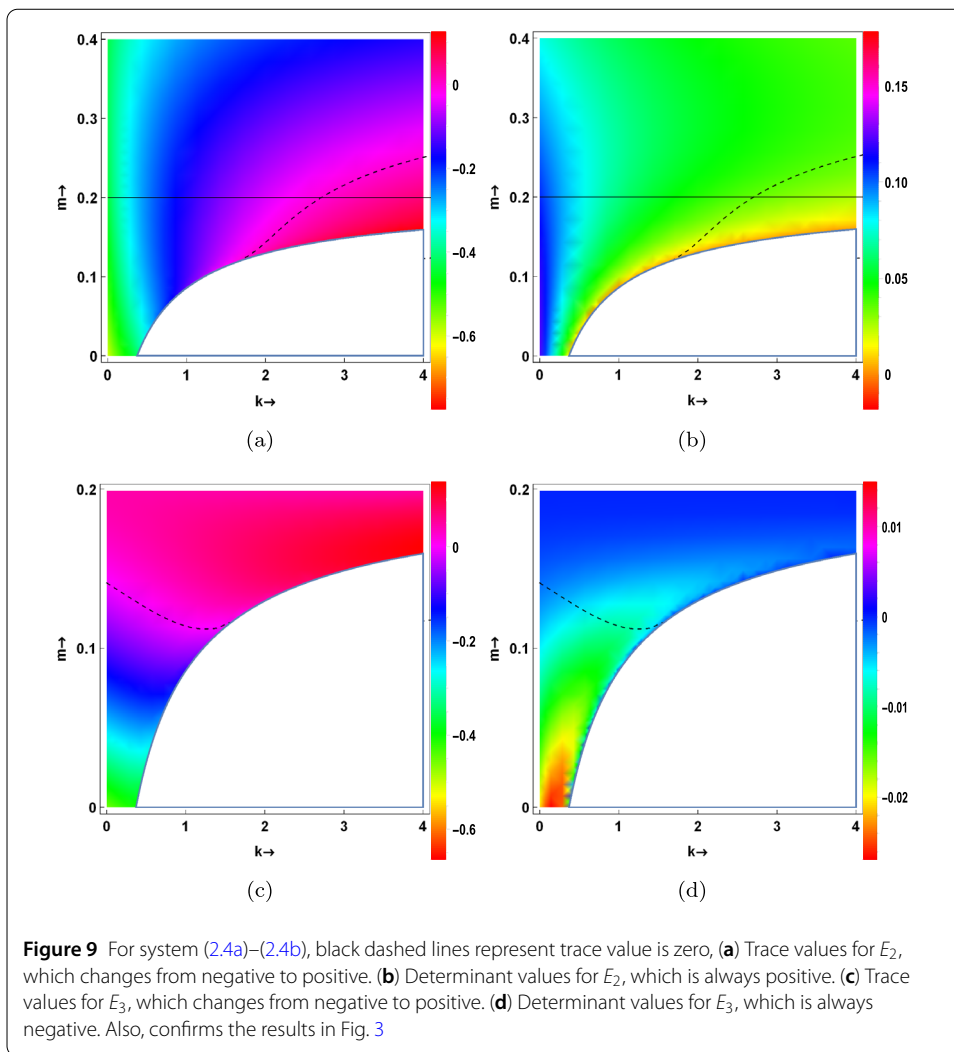 0.4
0.3
0.2
0.1
0
m→
0 1 2 3 4
k→
0
−0.2
−0.4
−0.6
(a)
0.4
0.3
0.2
0.1
0
m→
0 1 2 3 4
k→
0.15
0.10
0.05
0
(b)
0.2
0.1
0
m→
0 1 2 3 4
k→
0
−0.2
−0.4
−0.6
(c)
0.2
0.1
0
m→
0 1 2 3 4
k→
0.01
0
−0.01
−0.02
(d)
Figure 9 For system (2.4a)–(2.4b), black dashed lines represent trace value is zero, (a) Trace values for E₂,
which changes from negative to positive. (b) Determinant values for E₂, which is always positive. (c) Trace
values for E₃, which changes from negative to positive. (d) Determinant values for E₃, which is always
negative. Also, confirms the results in Fig. 3